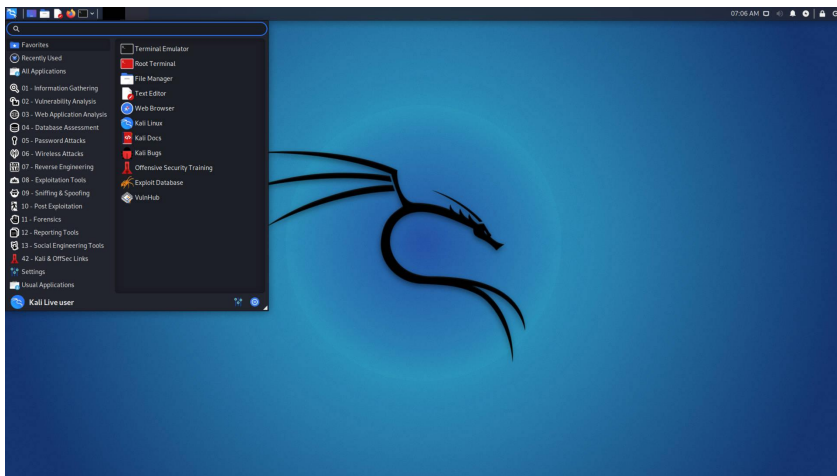 07:06 AM
Favorites
Recently Used
All Applications
01 - Information Gathering
02 - Vulnerability Analysis
03 - Web Application Analysis
04 - Database Assessment
05 - Password Attacks
06 - Wireless Attacks
07 - Reverse Engineering
08 - Exploitation Tools
09 - Sniffing & Spoofing
10 - Post Exploitation
11 - Forensics
12 - Reporting Tools
13 - Social Engineering Tools
42 - Kali & OffSec Links
Settings
Usual Applications
Terminal Emulator
Root Terminal
File Manager
Text Editor
Web Browser
Kali Linux
Kali Docs
Kali Bugs
Offensive Security Training
Exploit Database
VulnHub
Kali Live user